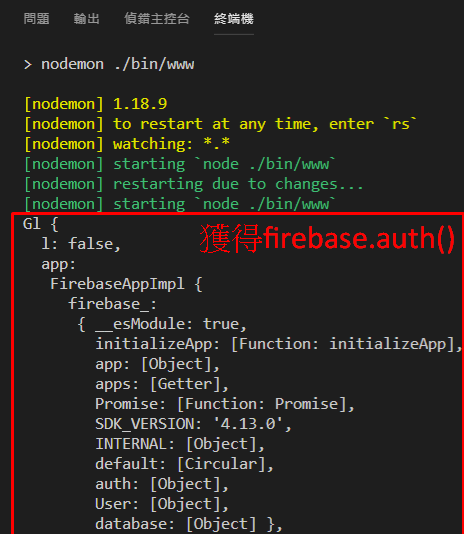 問題 輸出 偵錯主控台 終端機
> nodemon ./bin/www
[nodemon] 1.18.9
[nodemon] to restart at any time, enter `rs`
[nodemon] watching: *.*
[nodemon] starting `node ./bin/www`
[nodemon] restarting due to changes...
[nodemon] starting `node ./bin/www`
Gl {
l: false,
獲得firebase.auth()
app:
FirebaseAppImpl {
firebase_:
{ __esModule: true,
initializeApp: [Function: initializeApp],
app: [Object],
apps: [Getter],
Promise: [Function: Promise],
SDK_VERSION: '4.13.0',
INTERNAL: [Object],
default: [Circular],
auth: [Object],
User: [Object],
database: [Object] },